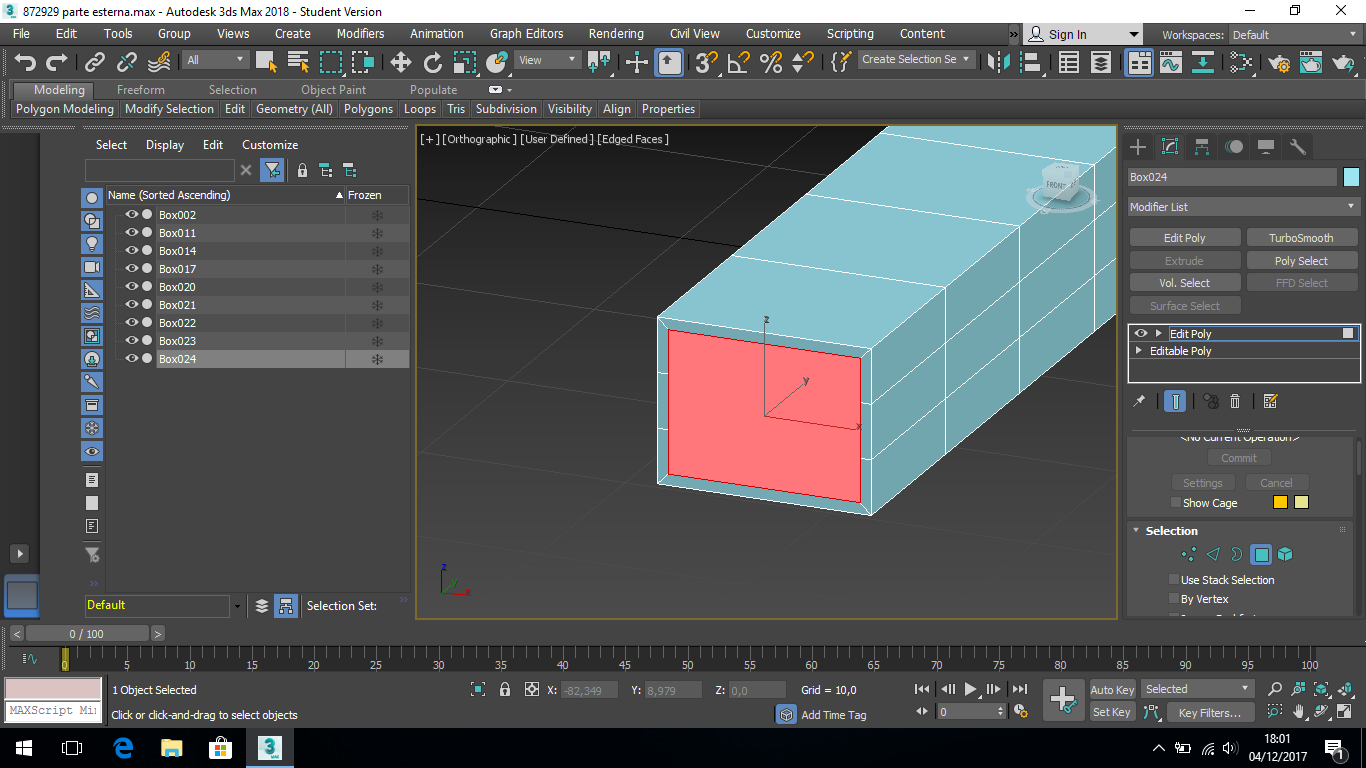 872929 parte esterna.max - Autodesk 3ds Max 2018 - Student Version
File Edit Tools Group Views Create Modifiers Animation Graph Editors Rendering Civil View Customize Scripting Content » Sign In Workspaces: Default
All View Create Selection Se
Modeling Freeform Selection Object Paint Populate
Polygon Modeling Modify Selection Edit Geometry (All) Polygons Loops Tris Subdivision Visibility Align Properties
Select Display Edit Customize
Name (Sorted Ascending) Frozen
Box002
Box011
Box014
Box017
Box020
Box021
Box022
Box023
Box024
Default Selection Set:
[+] [Orthographic] [User Defined] [Edged Faces]
FRONT
z
y
x
z
y
x
Box024
Modifier List
Edit Poly TurboSmooth
Extrude Poly Select
Vol. Select FFD Select
Surface Select
Edit Poly
Editable Poly
<No Current Operation>
Commit
Settings Cancel
Show Cage
Selection
Use Stack Selection
By Vertex
< 0 / 100 >
0 5 10 15 20 25 30 35 40 45 50 55 60 65 70 75 80 85 90 95 100
1 Object Selected X: -82,349 Y: 8,979 Z: 0,0 Grid = 10,0 Auto Key Selected
MAXScript Mi Click or click-and-drag to select objects Add Time Tag 0 Set Key Key Filters...
18:01
04/12/2017
1